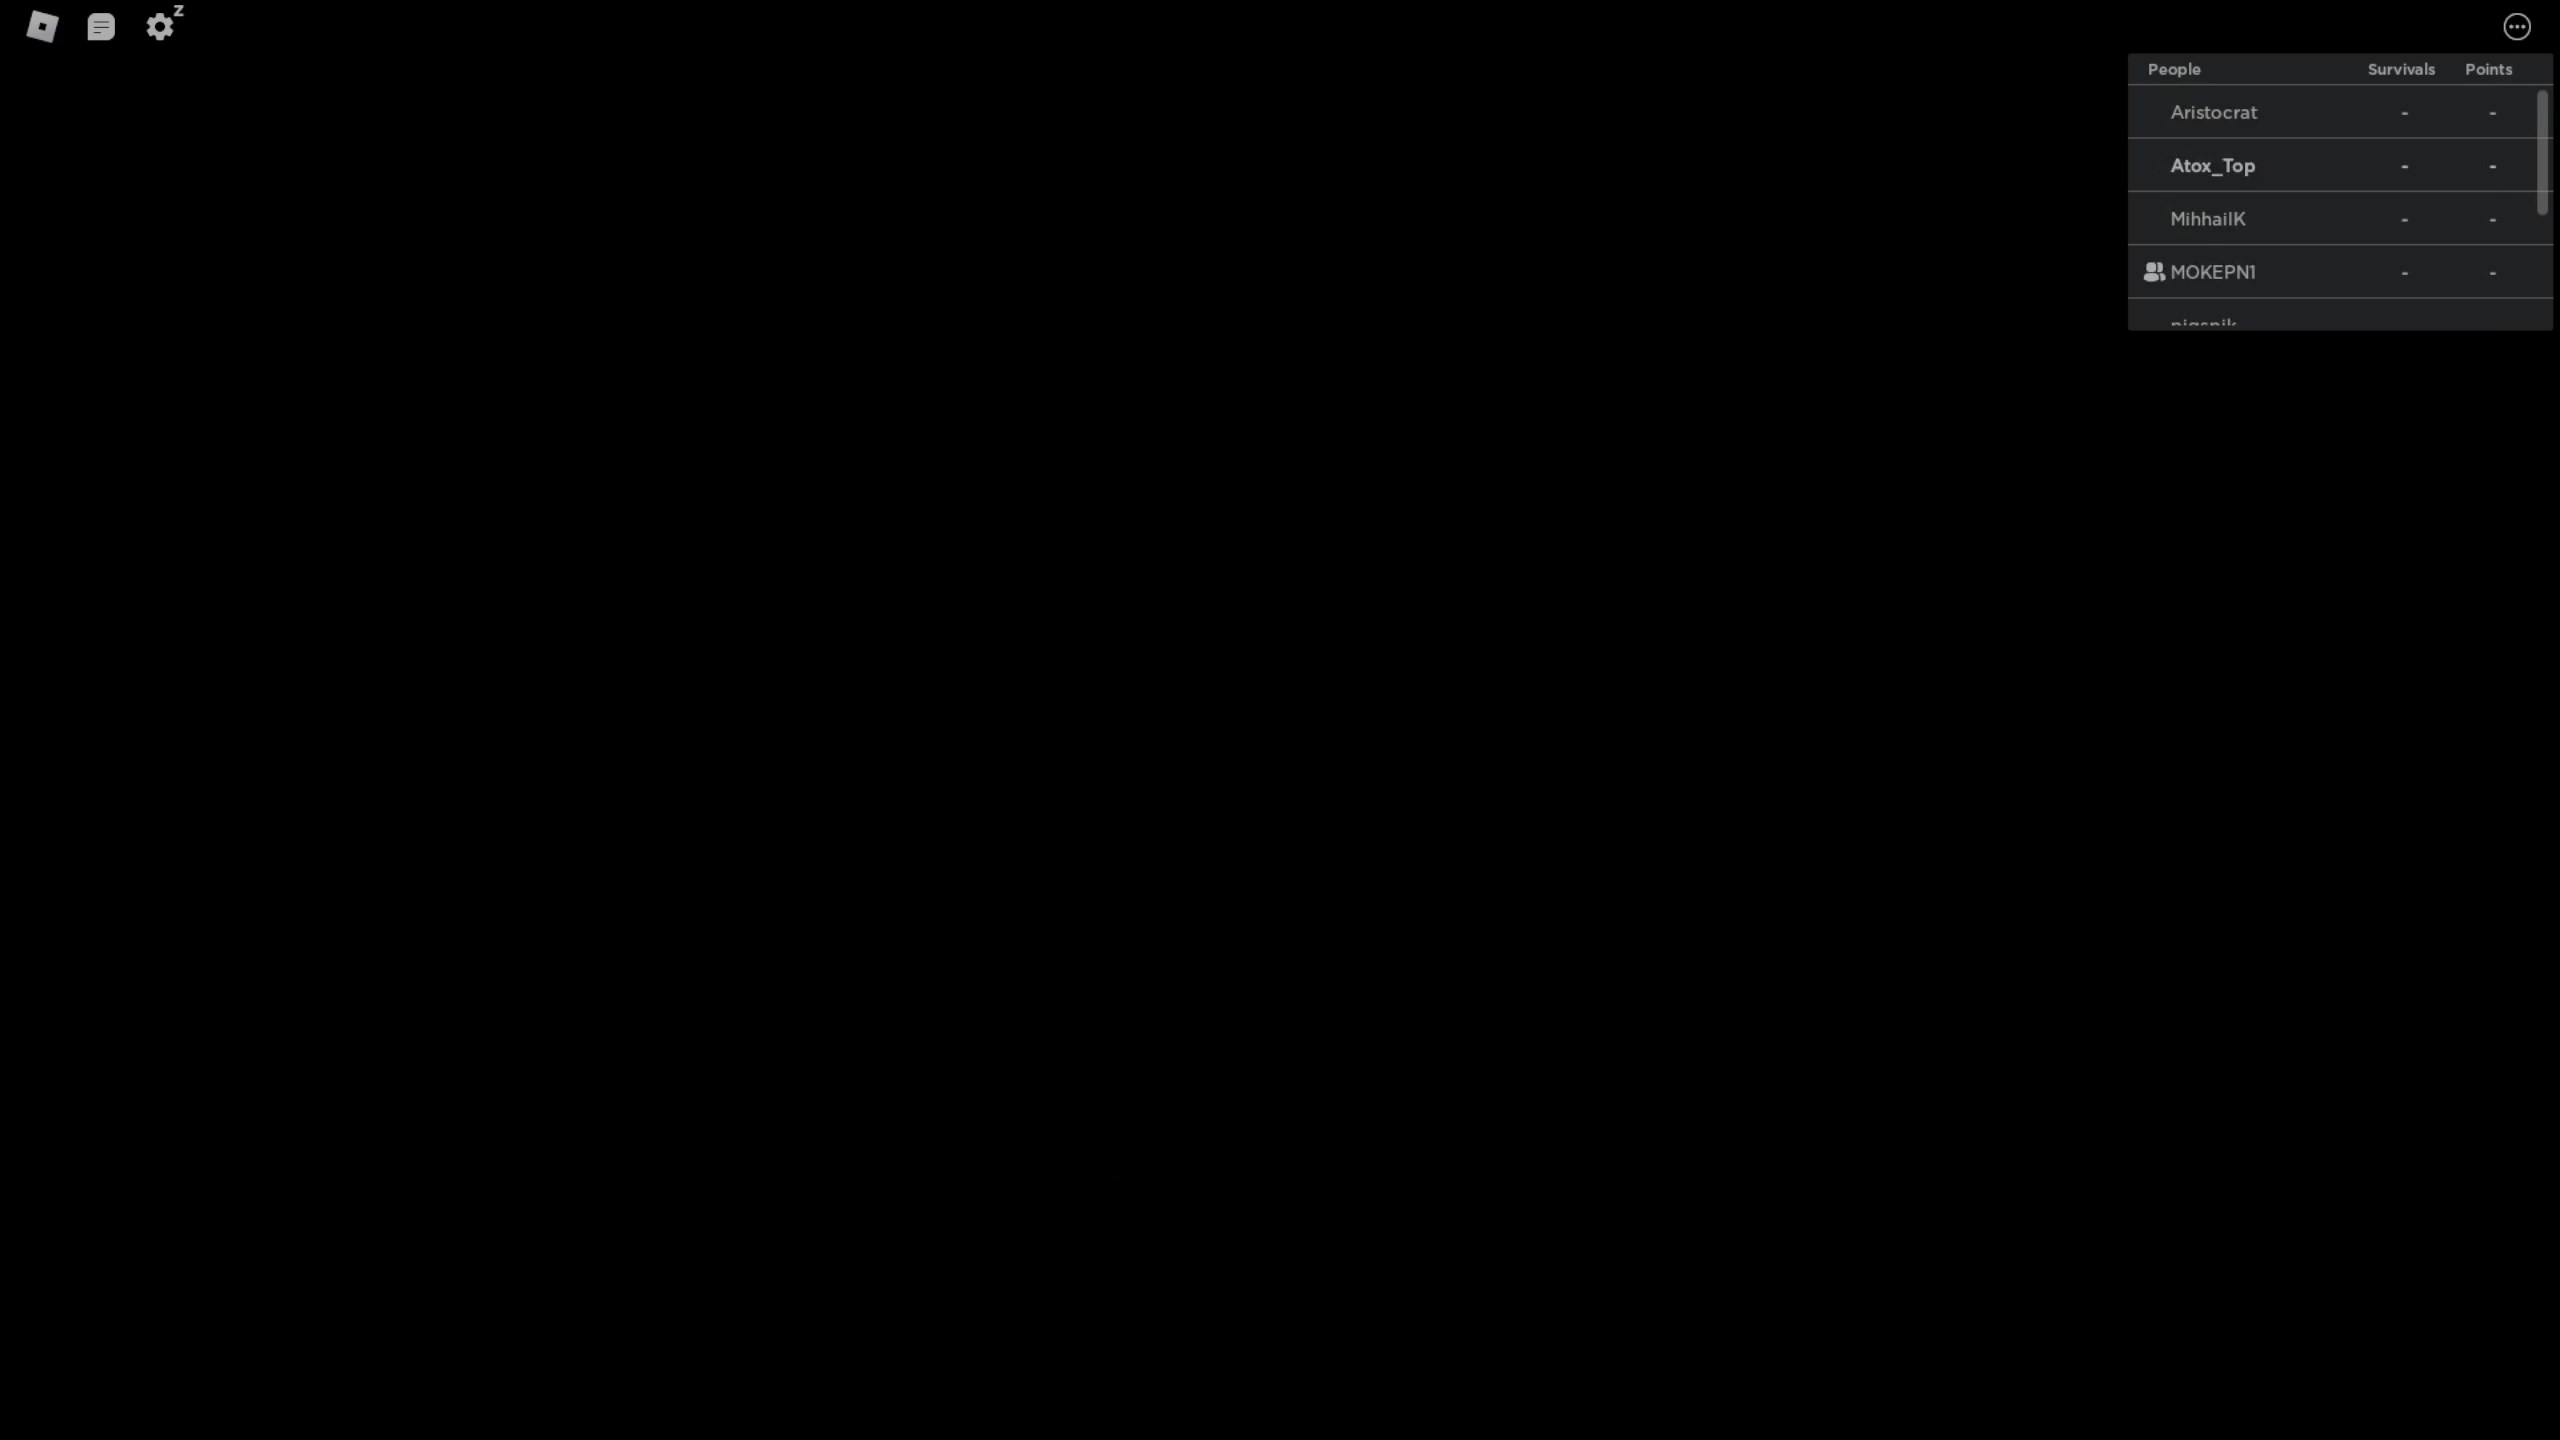 z
People Survivals Points
Aristocrat - -
Atox_Top - -
MihhailK - -
MOKEPN1 - -